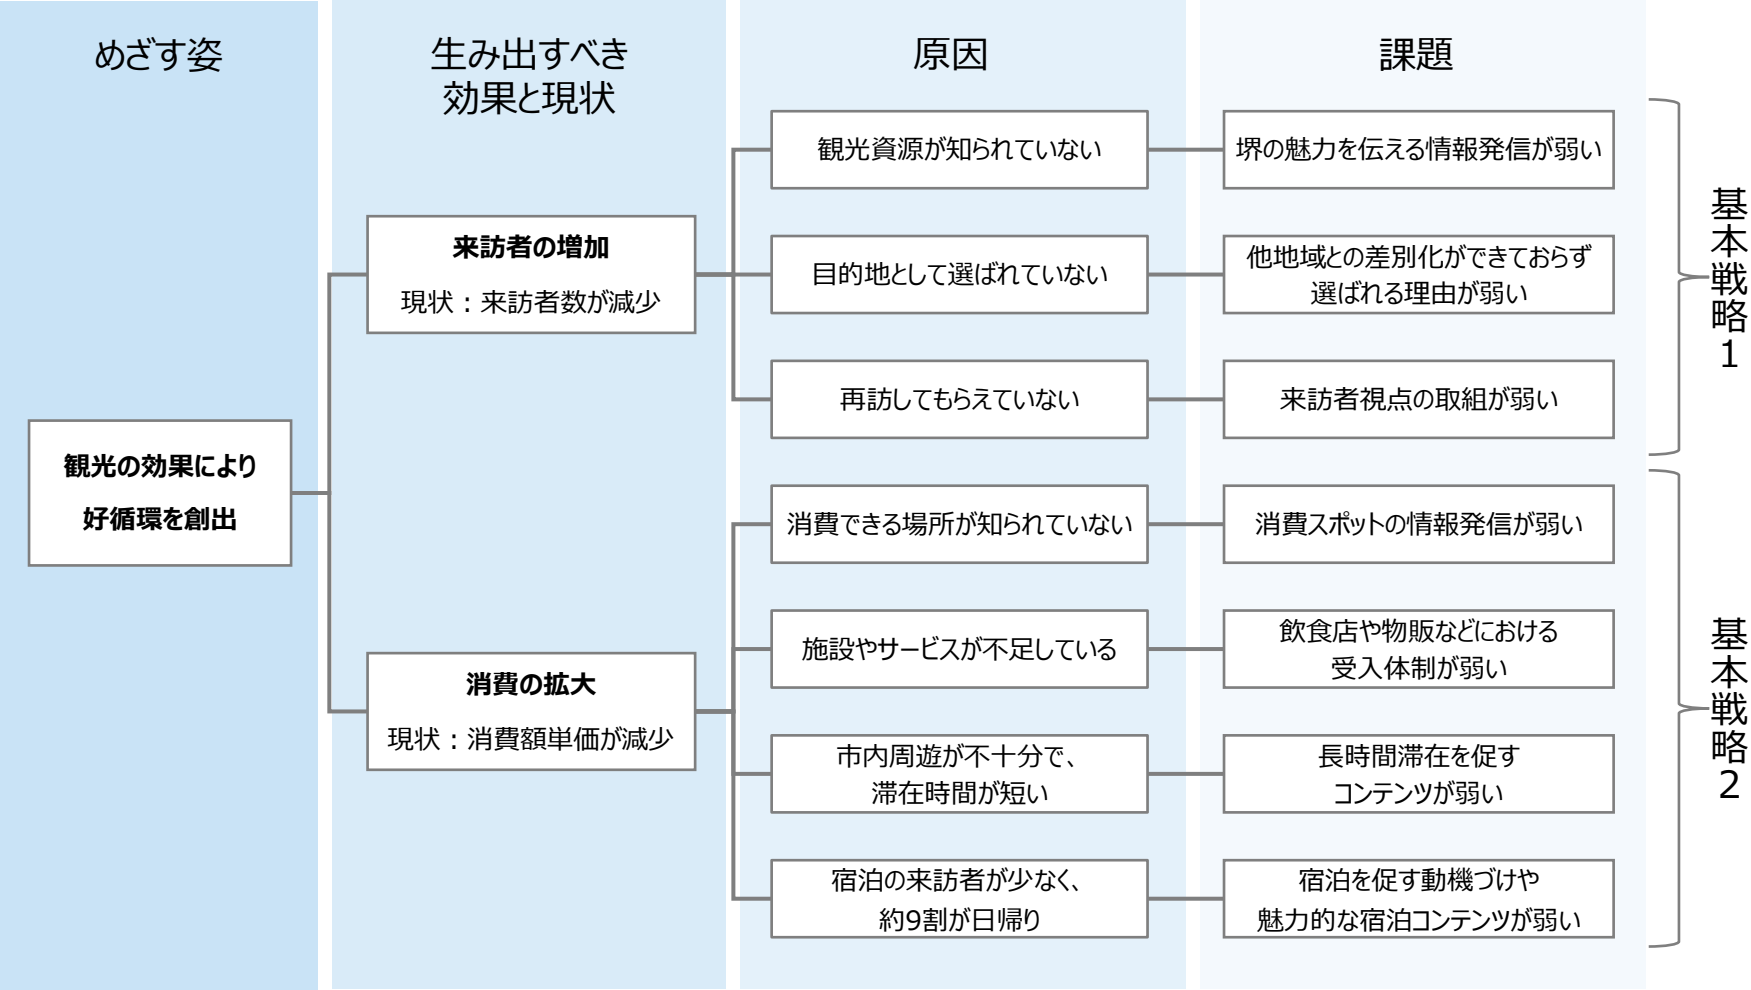 めざす姿
生み出すべき
効果と現状
原因
課題
観光の効果により
好循環を創出
来訪者の増加
現状：来訪者数が減少
観光資源が知られていない
堺の魅力を伝える情報発信が弱い
目的地として選ばれていない
他地域との差別化ができておらず
選ばれる理由が弱い
再訪してもらえていない
来訪者視点の取組が弱い
基本戦略1
消費の拡大
現状：消費額単価が減少
消費できる場所が知られていない
消費スポットの情報発信が弱い
施設やサービスが不足している
飲食店や物販などにおける
受入体制が弱い
市内周遊が不十分で、
滞在時間が短い
長時間滞在を促す
コンテンツが弱い
宿泊の来訪者が少なく、
約9割が日帰り
宿泊を促す動機づけや
魅力的な宿泊コンテンツが弱い
基本戦略2